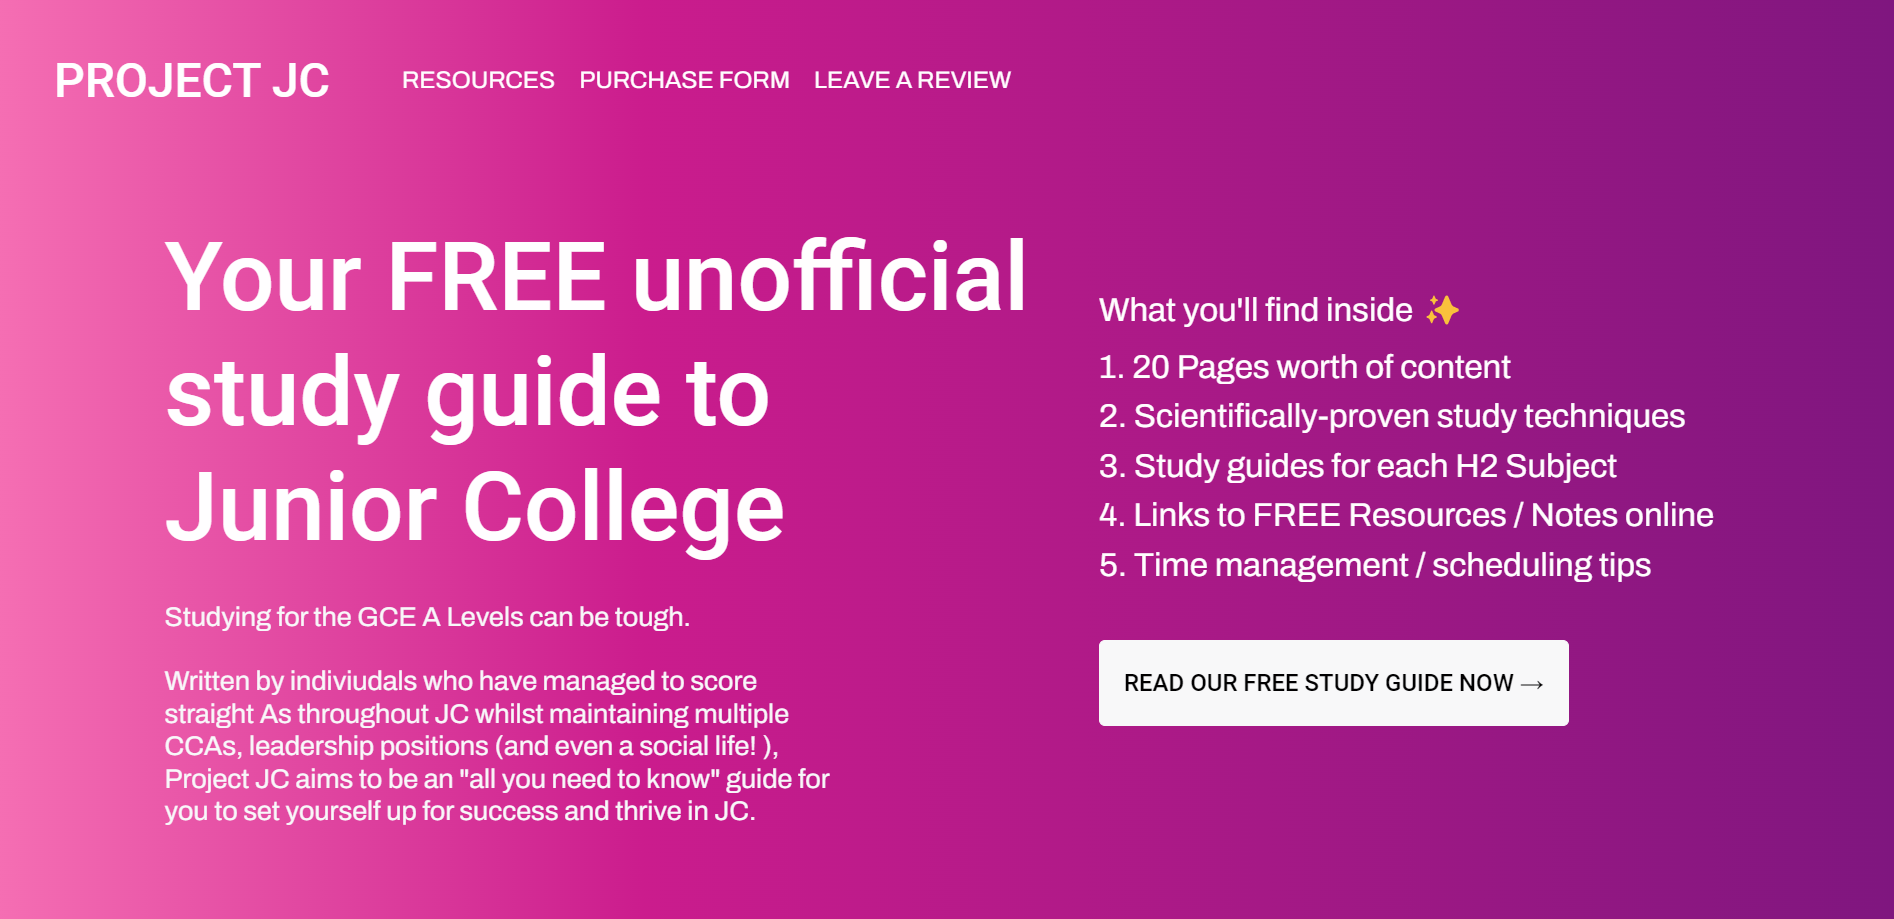 PROJECT JC
RESOURCES
PURCHASE FORM
LEAVE A REVIEW
Your FREE unofficial
study guide to
Junior College
Studying for the GCE A Levels can be tough.
Written by indiviudals who have managed to score
straight As throughout JC whilst maintaining multiple
CCAs, leadership positions (and even a social life! ),
Project JC aims to be an "all you need to know" guide for
you to set yourself up for success and thrive in JC.
What you'll find inside ✨
1. 20 Pages worth of content
2. Scientifically-proven study techniques
3. Study guides for each H2 Subject
4. Links to FREE Resources / Notes online
5. Time management / scheduling tips
READ OUR FREE STUDY GUIDE NOW →